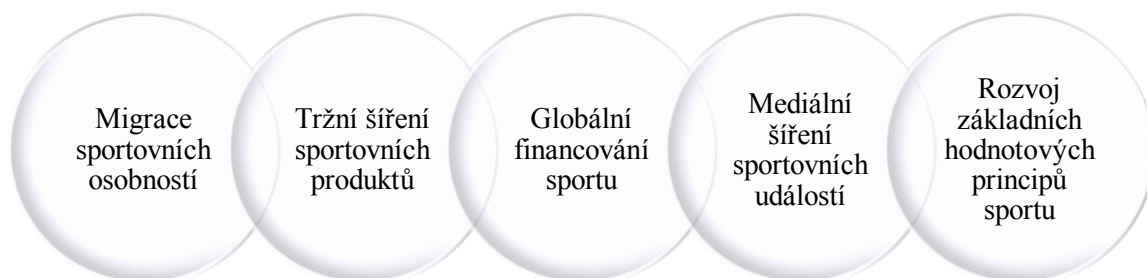 Migrace
sportovních
osobností
Tržní šíření
sportovních
produktů
Globální
financování
sportu
Mediální
šíření
sportovních
událostí
Rozvoj
základních
hodnotových
principů
sportu